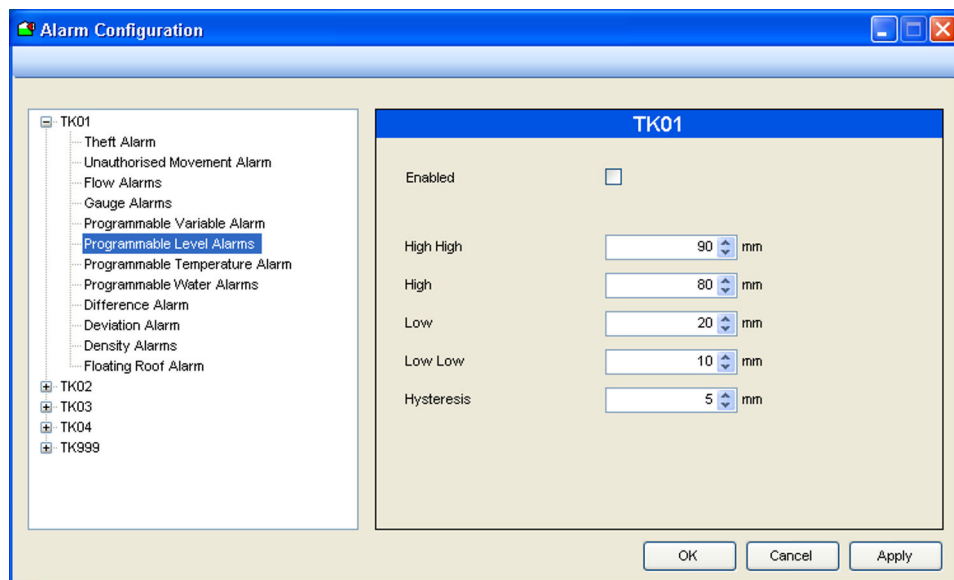 Alarm Configuration
TK01
Theft Alarm
Unauthorised Movement Alarm
Flow Alarms
Gauge Alarms
Programmable Variable Alarm
Programmable Level Alarms
Programmable Temperature Alarm
Programmable Water Alarms
Difference Alarm
Deviation Alarm
Density Alarms
Floating Roof Alarm
TK02
TK03
TK04
TK999
TK01
Enabled
High High 90 mm
High 80 mm
Low 20 mm
Low Low 10 mm
Hysteresis 5 mm
OK Cancel Apply